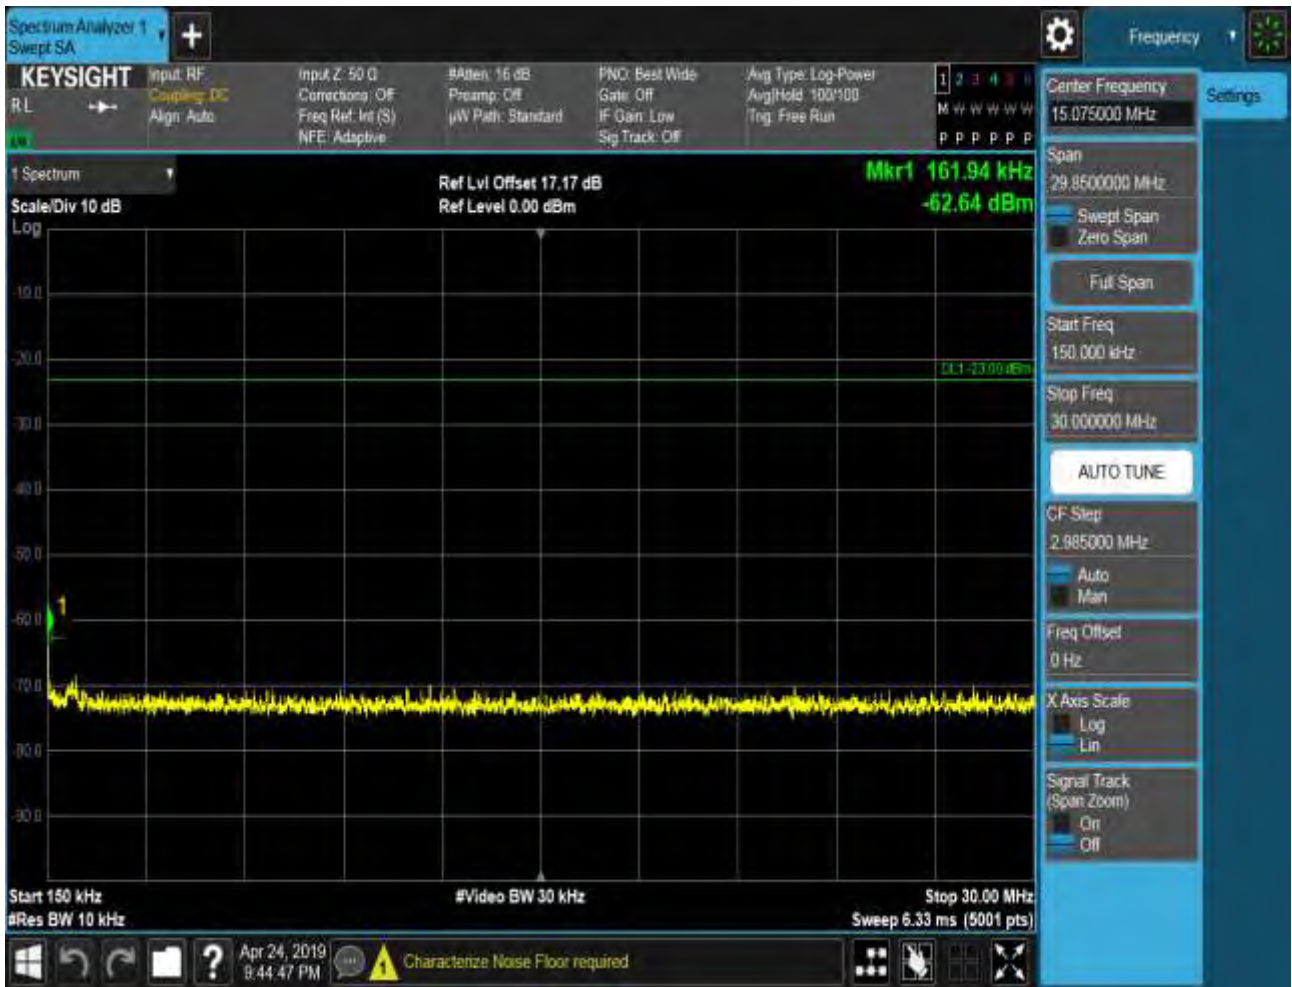 Spectrum Analyzer 1
Swept SA
Frequency
KEYSIGHT
RL
Input: RF
Coupling: DC
Align: Auto
Input Z: 50 Ω
Corrections: Off
Freq Ref: Int (S)
NFE: Adaptive
#Atten: 16 dB
Preamp: Off
µW Path: Standard
PNO: Best Wide
Gate: Off
IF Gain: Low
Sig Track: Off
Avg Type: Log-Power
Avg|Hold: 100/100
Trig: Free Run
1 2 3 4 5 6
M W W W W W
P P P P P P
1 Spectrum
Scale/Div 10 dB
Log
Ref Lvl Offset 17.17 dB
Ref Level 0.00 dBm
Mkr1 161.94 kHz
-62.64 dBm
-10.0
-20.0
-30.0
-40.0
-50.0
-60.0
-70.0
-80.0
-90.0
DL1 -23.00 dBm
1
Start 150 kHz
#Res BW 10 kHz
#Video BW 30 kHz
Stop 30.00 MHz
Sweep 6.33 ms (5001 pts)
Apr 24, 2019
9:44:47 PM
Characterize Noise Floor required
Center Frequency
15.075000 MHz
Settings
Span
29.8500000 MHz
Swept Span
Zero Span
Full Span
Start Freq
150.000 kHz
Stop Freq
30.000000 MHz
AUTO TUNE
CF Step
2.985000 MHz
Auto
Man
Freq Offset
0 Hz
X Axis Scale
Log
Lin
Signal Track
(Span Zoom)
On
Off